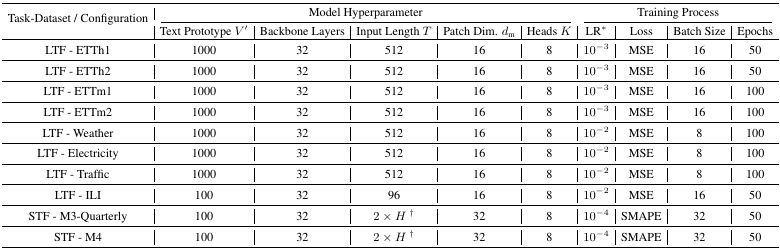 Task-Dataset / Configuration | Model Hyperparameter | Training Process
Text Prototype V′ | Backbone Layers | Input Length T | Patch Dim. d_m | Heads K | LR* | Loss | Batch Size | Epochs
LTF - ETTh1 | 1000 | 32 | 512 | 16 | 8 | 10⁻³ | MSE | 16 | 50
LTF - ETTh2 | 1000 | 32 | 512 | 16 | 8 | 10⁻³ | MSE | 16 | 50
LTF - ETTm1 | 1000 | 32 | 512 | 16 | 8 | 10⁻³ | MSE | 16 | 100
LTF - ETTm2 | 1000 | 32 | 512 | 16 | 8 | 10⁻³ | MSE | 16 | 100
LTF - Weather | 1000 | 32 | 512 | 16 | 8 | 10⁻² | MSE | 8 | 100
LTF - Electricity | 1000 | 32 | 512 | 16 | 8 | 10⁻² | MSE | 8 | 100
LTF - Traffic | 1000 | 32 | 512 | 16 | 8 | 10⁻² | MSE | 8 | 100
LTF - ILI | 100 | 32 | 96 | 16 | 8 | 10⁻² | MSE | 16 | 50
STF - M3-Quarterly | 100 | 32 | 2 × H † | 32 | 8 | 10⁻⁴ | SMAPE | 32 | 50
STF - M4 | 100 | 32 | 2 × H † | 32 | 8 | 10⁻⁴ | SMAPE | 32 | 50